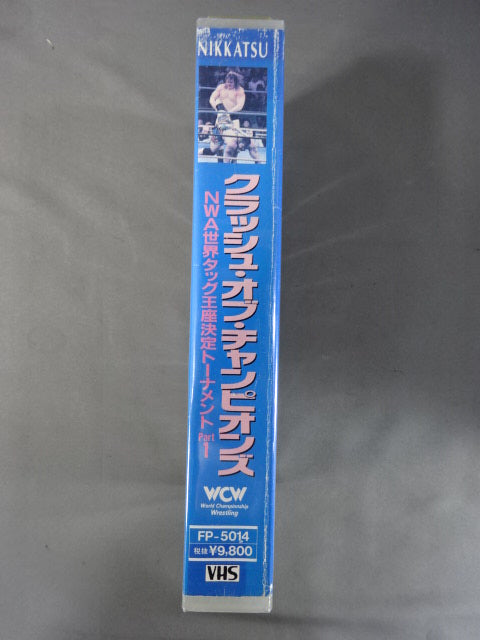 NIKKATSU
クラッシュ・オブ・チャンピオンズ
NWA世界タッグ王座決定トーナメント Part 1
WCW
World Championship
Wrestling
FP-5014
税抜¥9,800
VHS